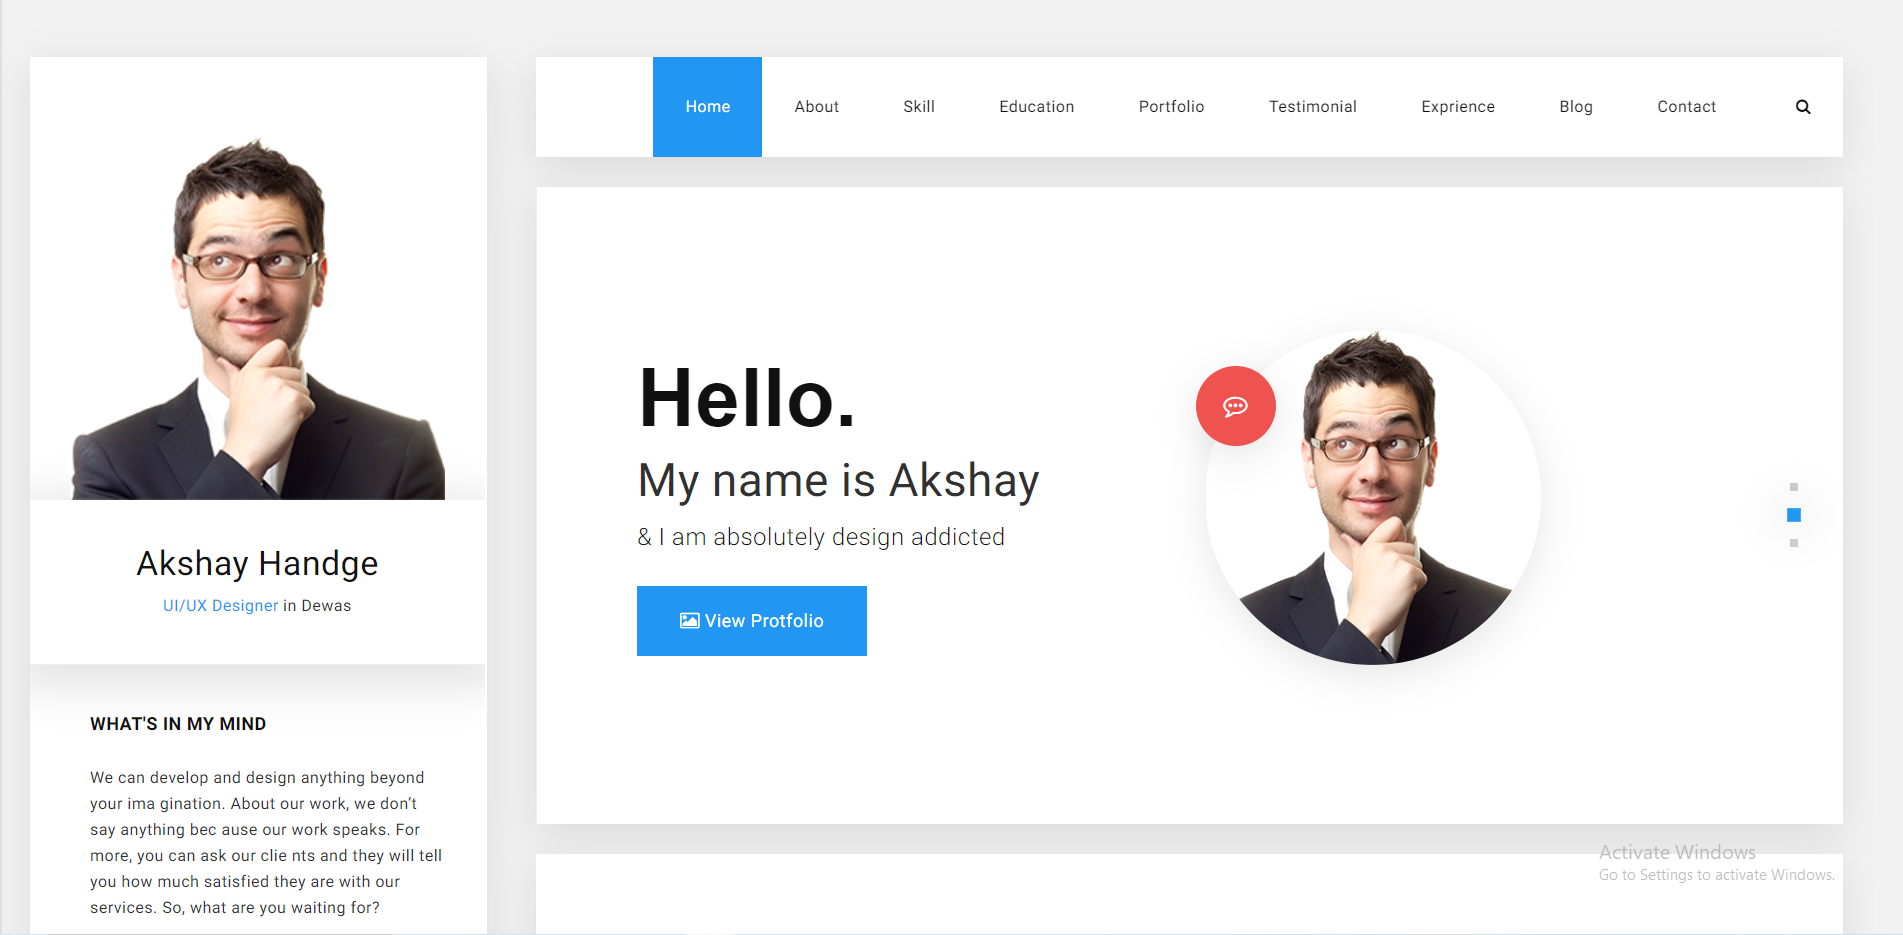 Home About Skill Education Portfolio Testimonial Exprience Blog Contact
Hello.
My name is Akshay
& I am absolutely design addicted
View Protfolio
Akshay Handge
UI/UX Designer in Dewas
WHAT'S IN MY MIND
We can develop and design anything beyond
your ima gination. About our work, we don’t
say anything bec ause our work speaks. For
more, you can ask our clie nts and they will tell
you how much satisfied they are with our
services. So, what are you waiting for?
Activate Windows
Go to Settings to activate Windows.